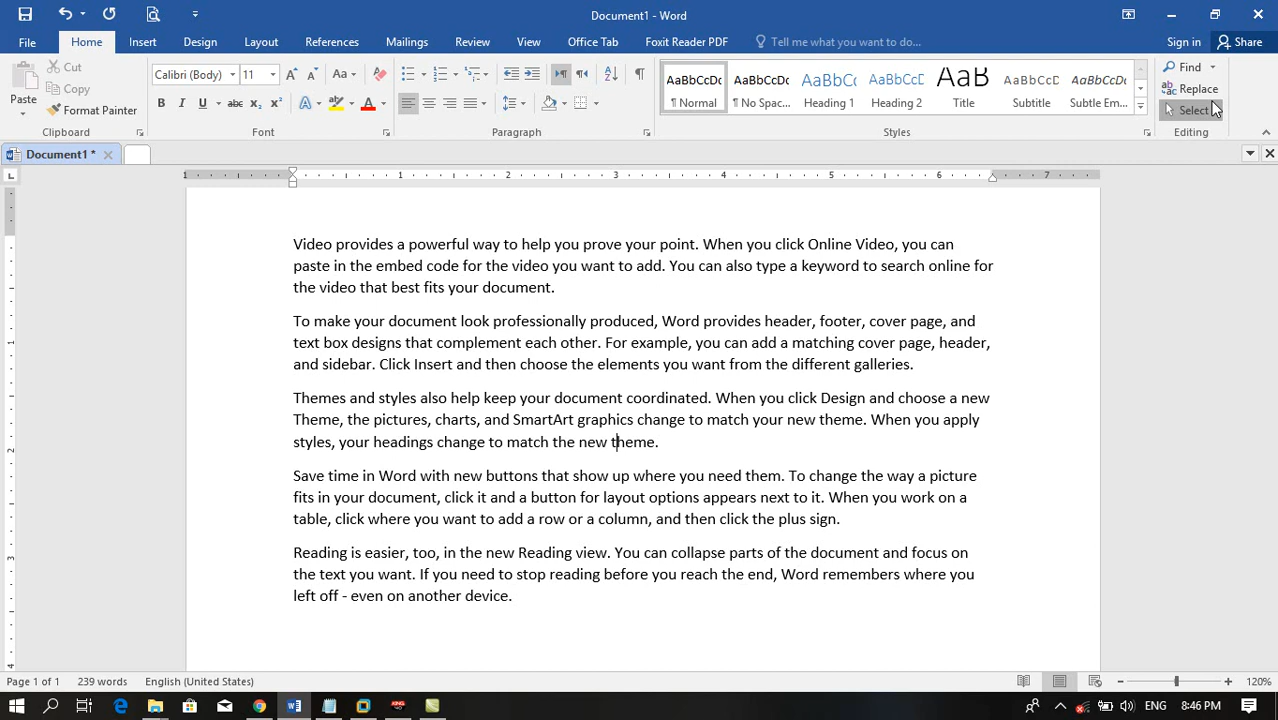 Document1 - Word
File Home Insert Design Layout References Mailings Review View Office Tab Foxit Reader PDF Tell me what you want to do... Sign in Share
Paste
Cut
Copy
Format Painter
Clipboard
Calibri (Body) 11
Font
Paragraph
AaBbCcDc AaBbCcDc AaBbCc AaBbCcD AaB AaBbCcD AaBbCcD
¶ Normal ¶ No Spac... Heading 1 Heading 2 Title Subtitle Subtle Em...
Styles
Find
Replace
Select
Editing
Document1 *
1 1 2 3 4 5 6 7
Video provides a powerful way to help you prove your point. When you click Online Video, you can
paste in the embed code for the video you want to add. You can also type a keyword to search online for
the video that best fits your document.
To make your document look professionally produced, Word provides header, footer, cover page, and
text box designs that complement each other. For example, you can add a matching cover page, header,
and sidebar. Click Insert and then choose the elements you want from the different galleries.
Themes and styles also help keep your document coordinated. When you click Design and choose a new
Theme, the pictures, charts, and SmartArt graphics change to match your new theme. When you apply
styles, your headings change to match the new theme.
Save time in Word with new buttons that show up where you need them. To change the way a picture
fits in your document, click it and a button for layout options appears next to it. When you work on a
table, click where you want to add a row or a column, and then click the plus sign.
Reading is easier, too, in the new Reading view. You can collapse parts of the document and focus on
the text you want. If you need to stop reading before you reach the end, Word remembers where you
left off - even on another device.
Page 1 of 1 239 words English (United States) 120%
ENG 8:46 PM